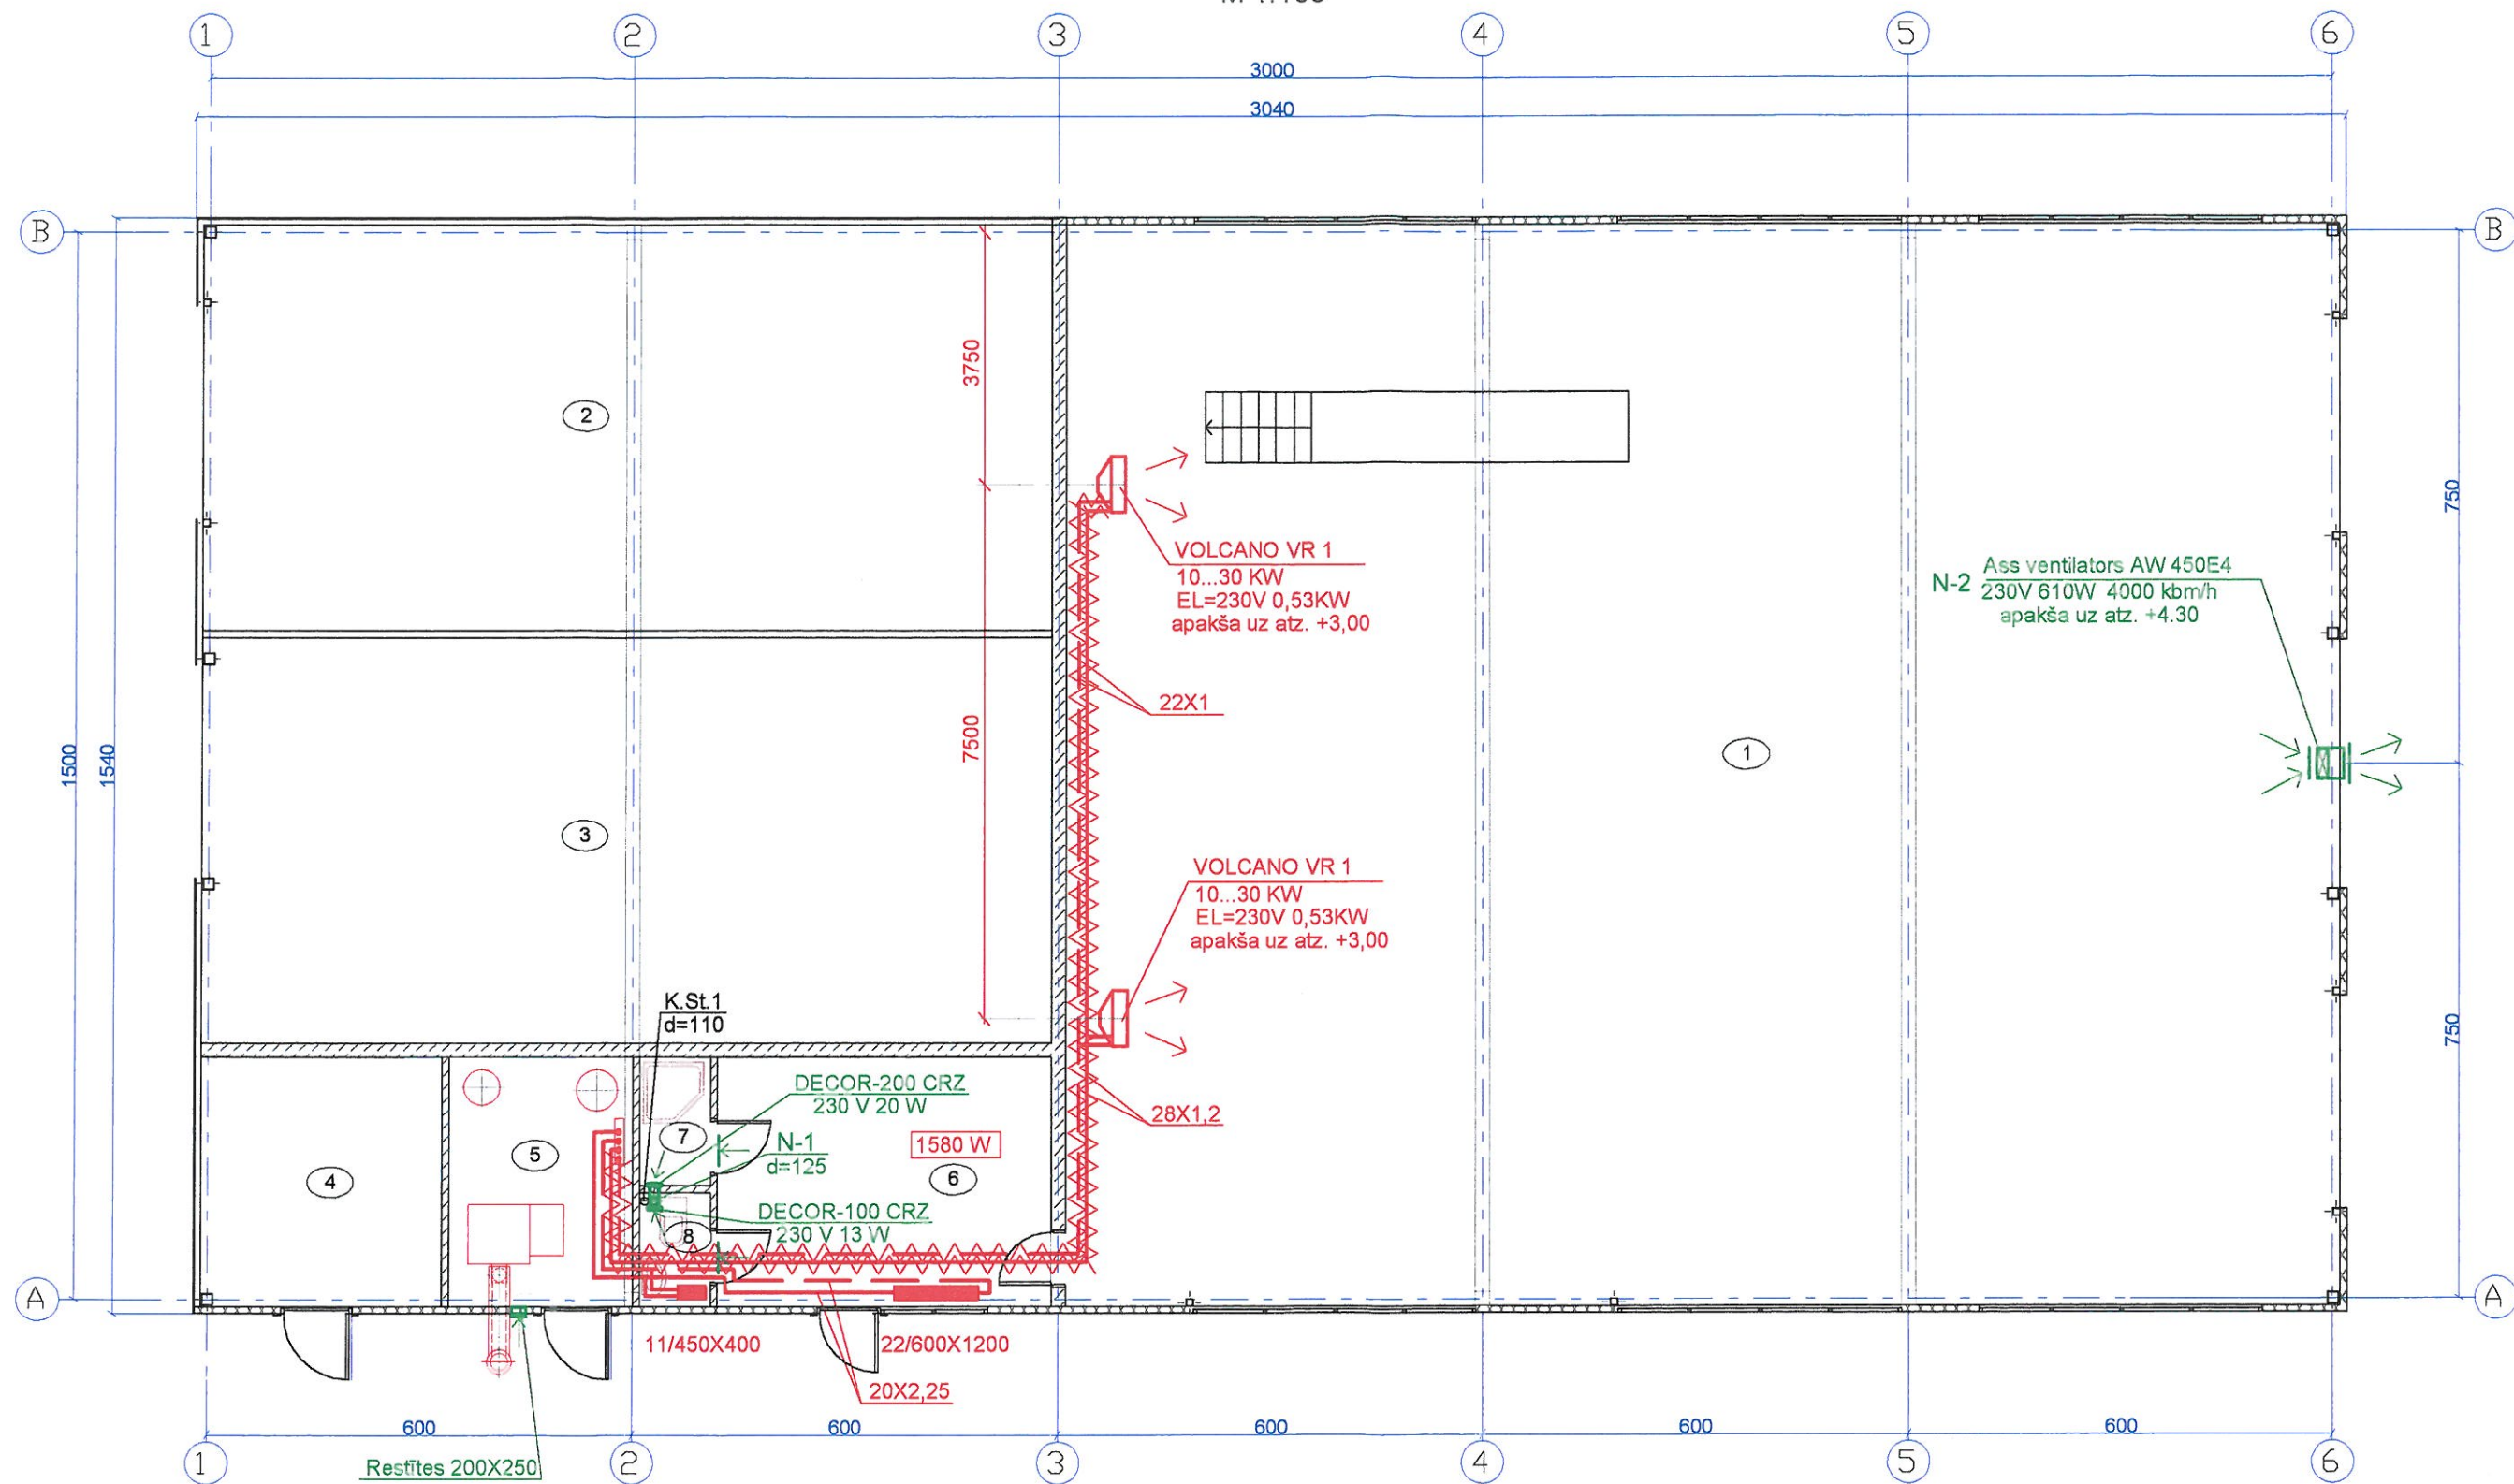 1
2
3
4
5
6
3000
3040
B
B
3750
2
VOLCANO VR 1
10...30 KW
EL=230V 0,53KW
apakša uz atz. +3,00
750
Ass ventilators AW 450E4
N-2
230V 610W 4000 kbm/h
apakša uz atz. +4.30
22X1
7500
1500
1540
1
3
VOLCANO VR 1
10...30 KW
EL=230V 0,53KW
apakša uz atz. +3,00
K.St.1
d=110
750
DECOR-200 CRZ
230 V 20 W
28X1,2
7
N-1
d=125
1580 W
5
4
6
DECOR-100 CRZ
230 V 13 W
8
A
A
11/450X400
22/600X1200
20X2,25
600
600
600
600
600
Restītes 200X250
1
2
3
4
5
6